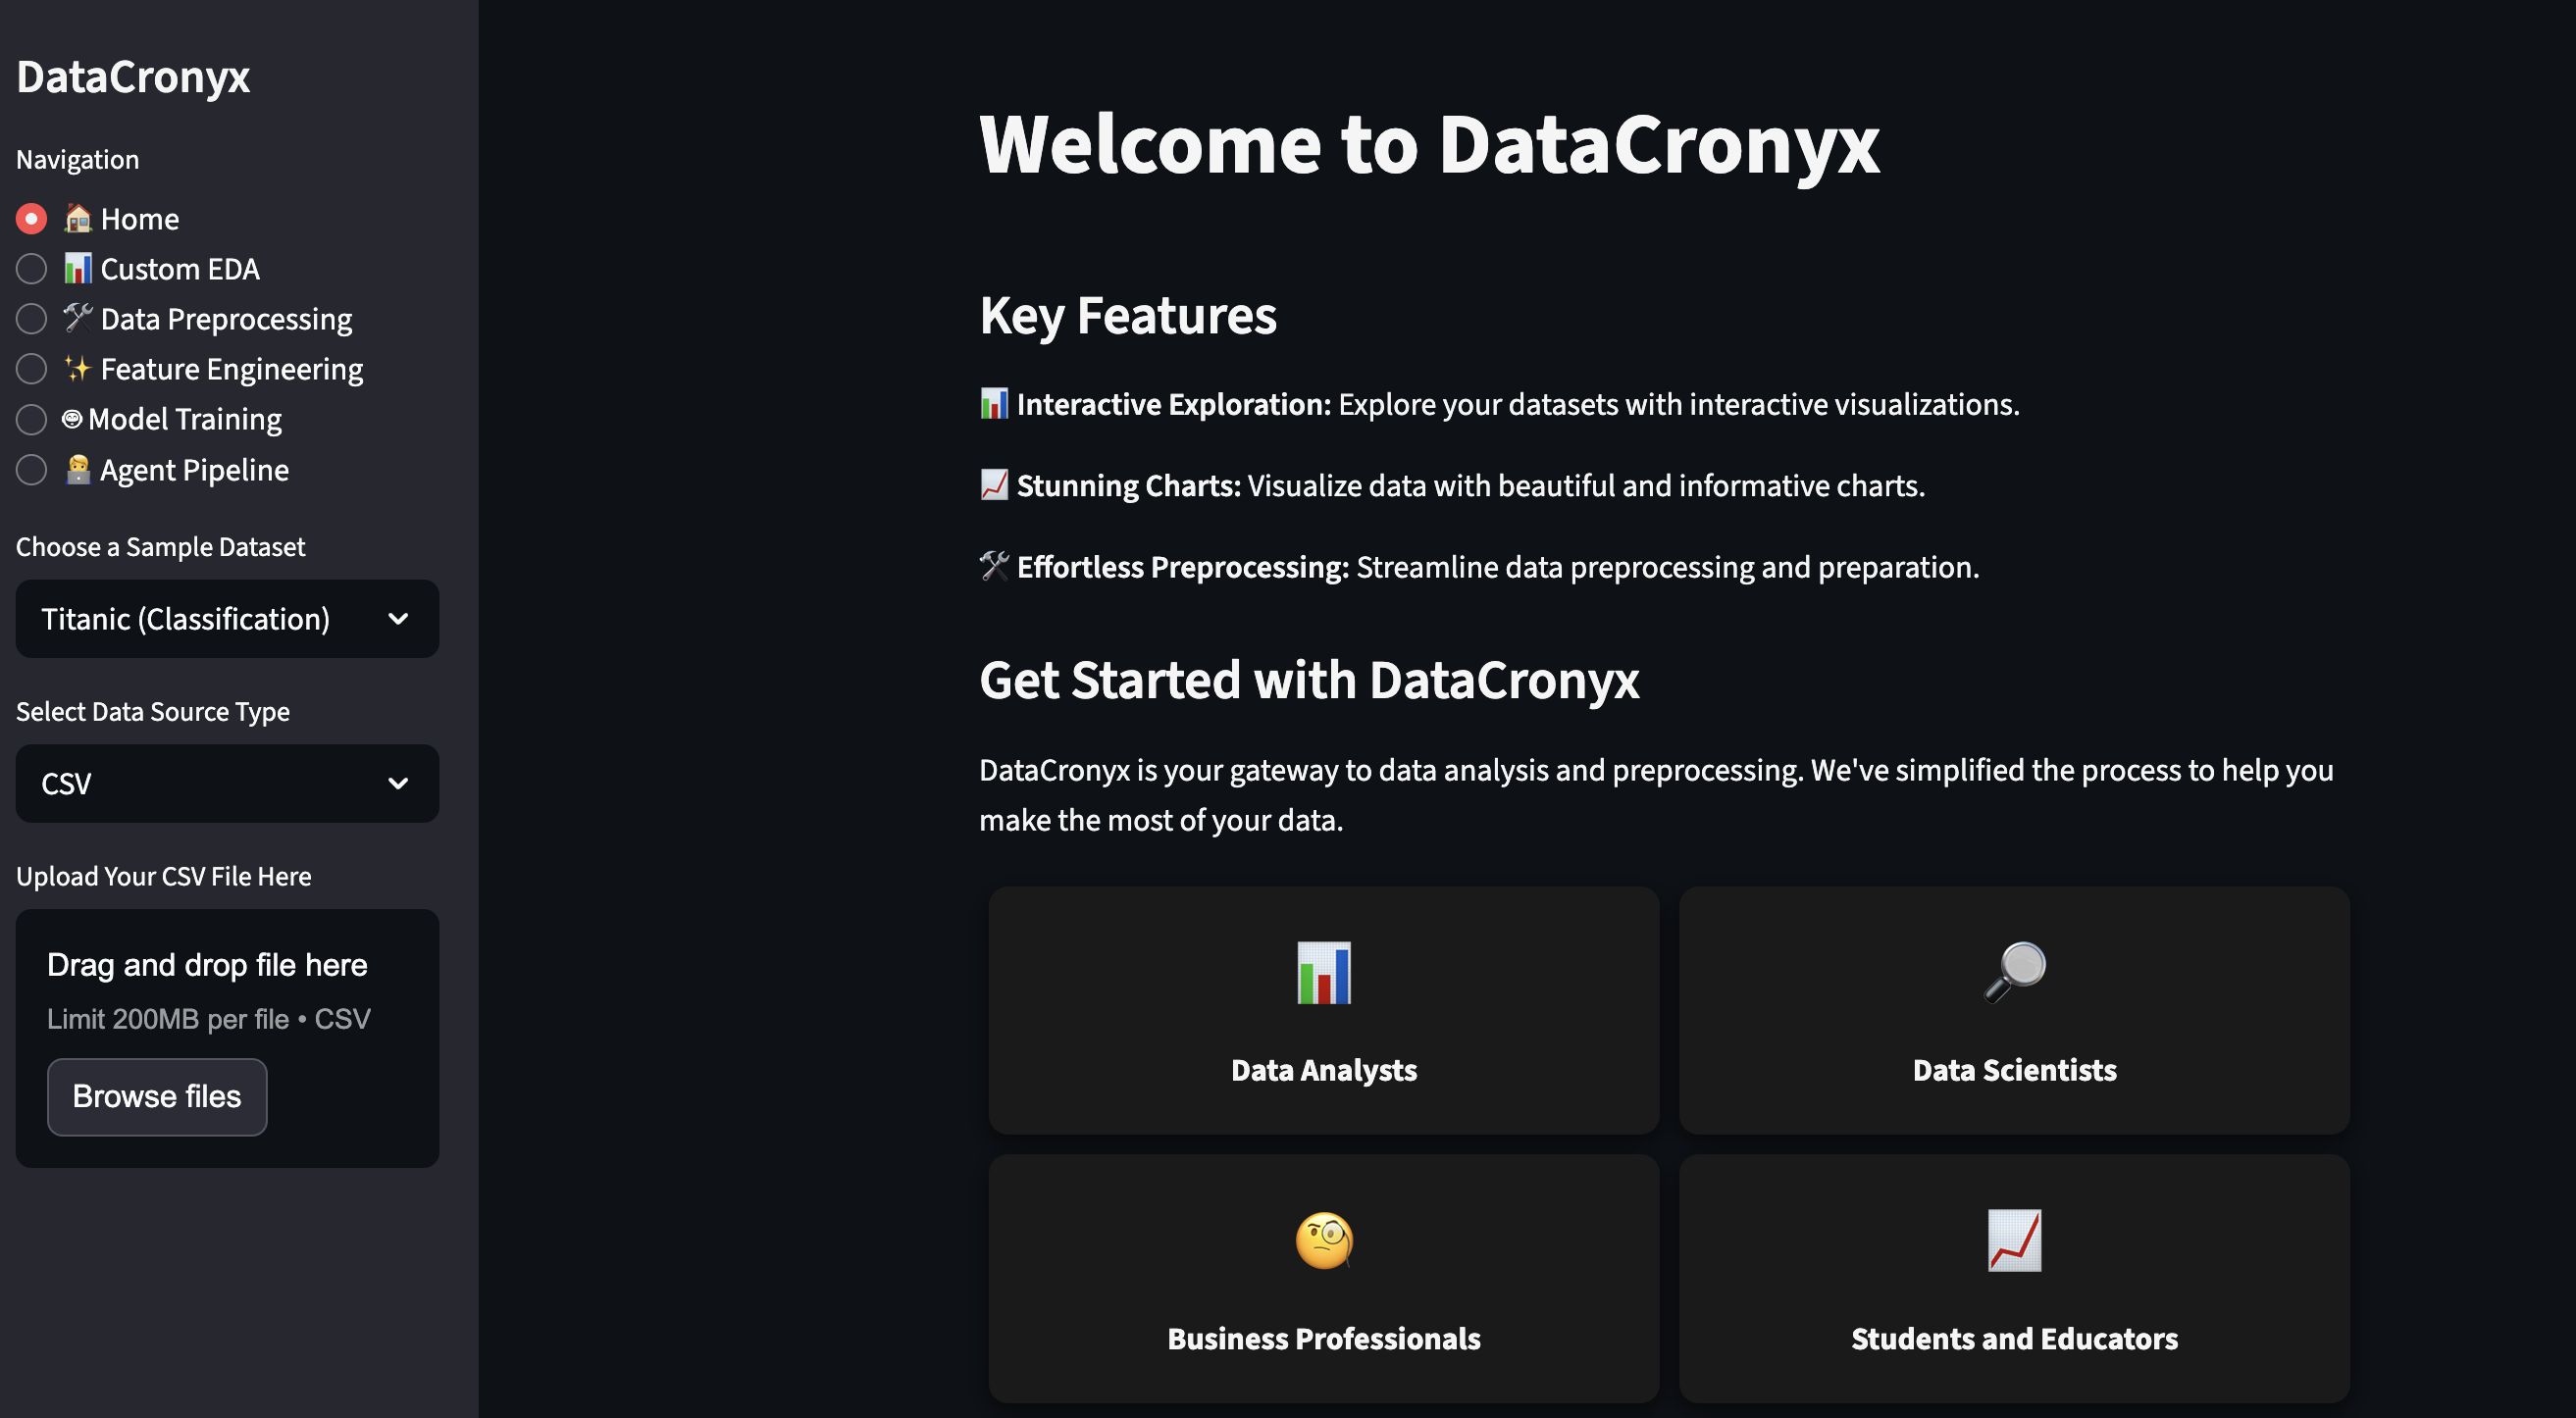 DataCronyx
Navigation
🏠 Home
📊 Custom EDA
🛠️ Data Preprocessing
✨ Feature Engineering
Model Training
🧑‍💻 Agent Pipeline
Choose a Sample Dataset
Titanic (Classification)
Select Data Source Type
CSV
Upload Your CSV File Here
Drag and drop file here
Limit 200MB per file • CSV
Browse files
Welcome to DataCronyx
Key Features
📊 Interactive Exploration: Explore your datasets with interactive visualizations.
📈 Stunning Charts: Visualize data with beautiful and informative charts.
🛠️ Effortless Preprocessing: Streamline data preprocessing and preparation.
Get Started with DataCronyx
DataCronyx is your gateway to data analysis and preprocessing. We've simplified the process to help you
make the most of your data.
Data Analysts
Data Scientists
Business Professionals
Students and Educators